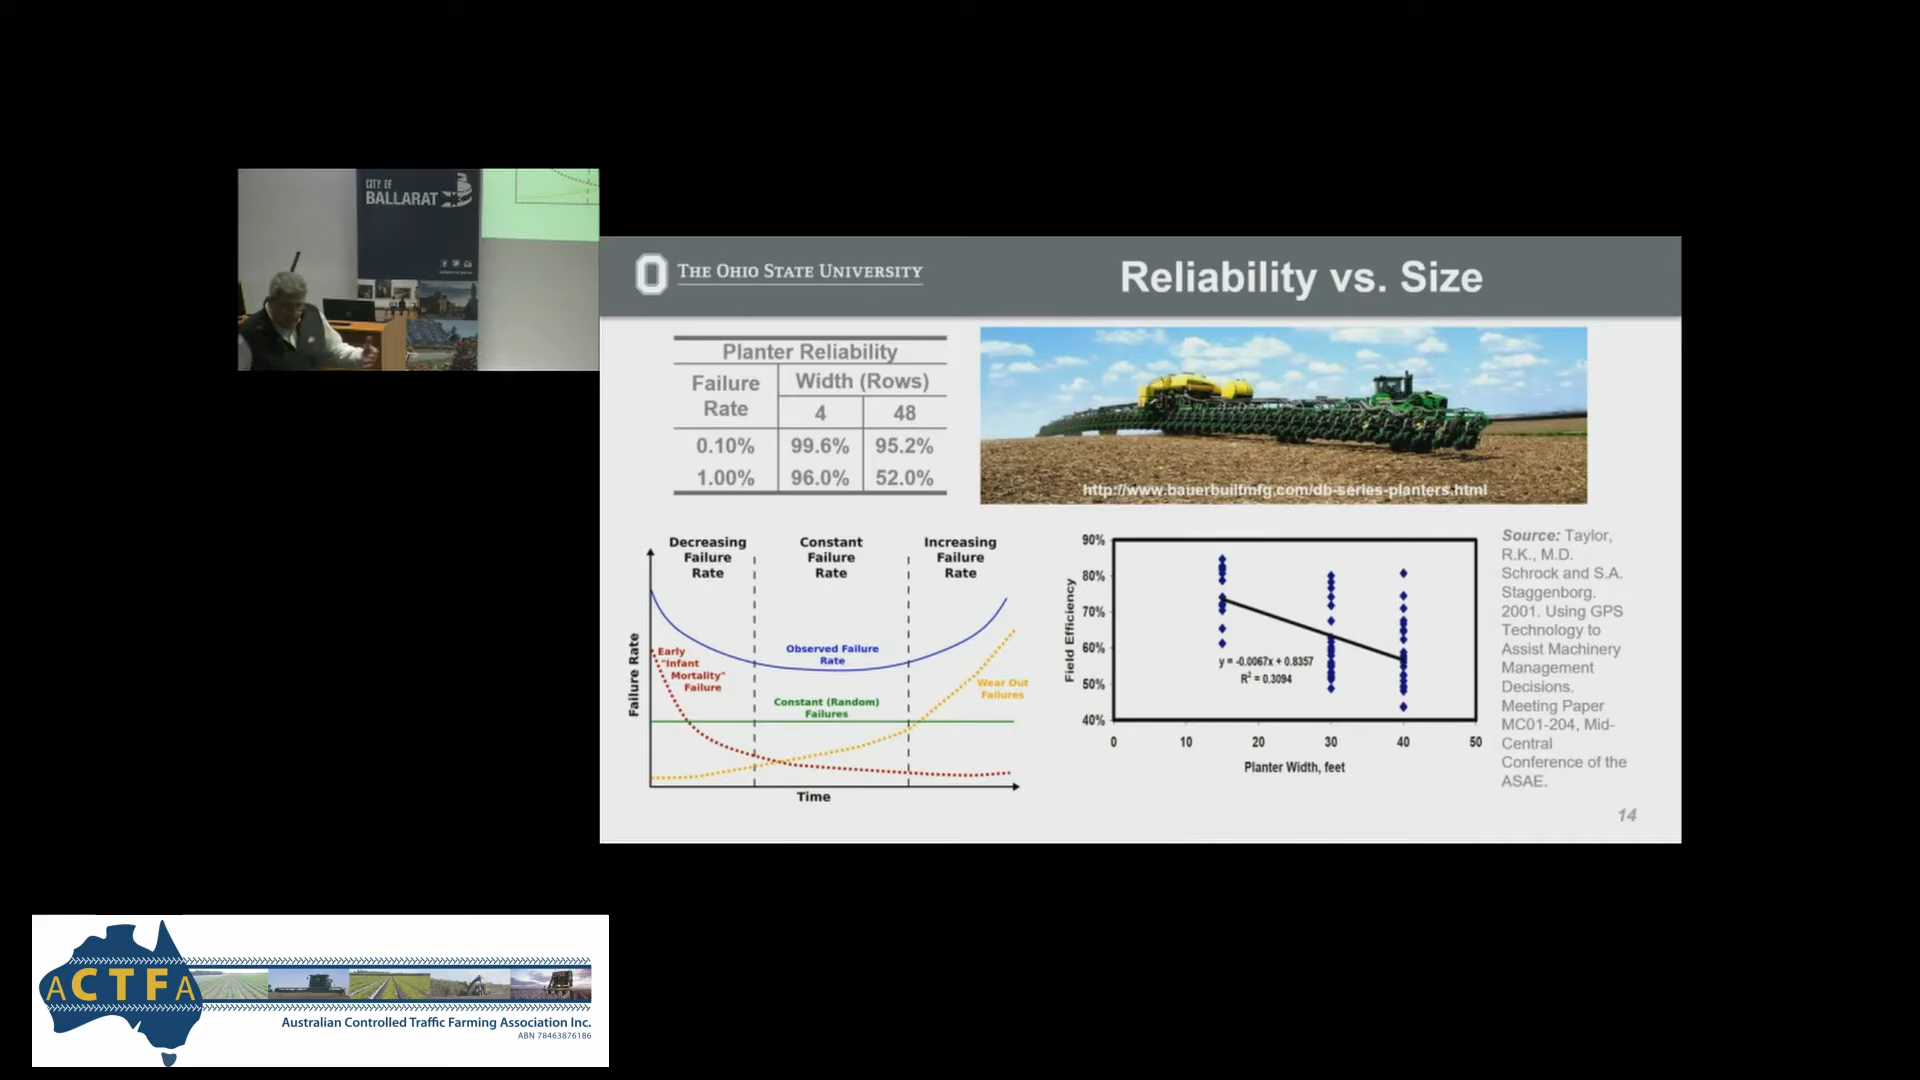 CITY OF
BALLARAT
THE OHIO STATE UNIVERSITY
Reliability vs. Size
Planter Reliability
Failure Rate
Width (Rows)
4 48
0.10% 99.6% 95.2%
1.00% 96.0% 52.0%
http://www.bauerbuiltmfg.com/db-series-planters.html
Decreasing
Failure
Rate
Constant
Failure
Rate
Increasing
Failure
Rate
Failure Rate
Early
"Infant
Mortality"
Failure
Observed Failure
Rate
Constant (Random)
Failures
Wear Out
Failures
Time
90%
80%
70%
60%
50%
40%
Field Efficiency
y = -0.0067x + 0.8357
R² = 0.3094
0 10 20 30 40 50
Planter Width, feet
Source: Taylor,
R.K., M.D.
Schrock and S.A.
Staggenborg.
2001. Using GPS
Technology to
Assist Machinery
Management
Decisions.
Meeting Paper
MC01-204, Mid-
Central
Conference of the
ASAE.
14
ACTFA
Australian Controlled Traffic Farming Association Inc.
ABN 78463876186